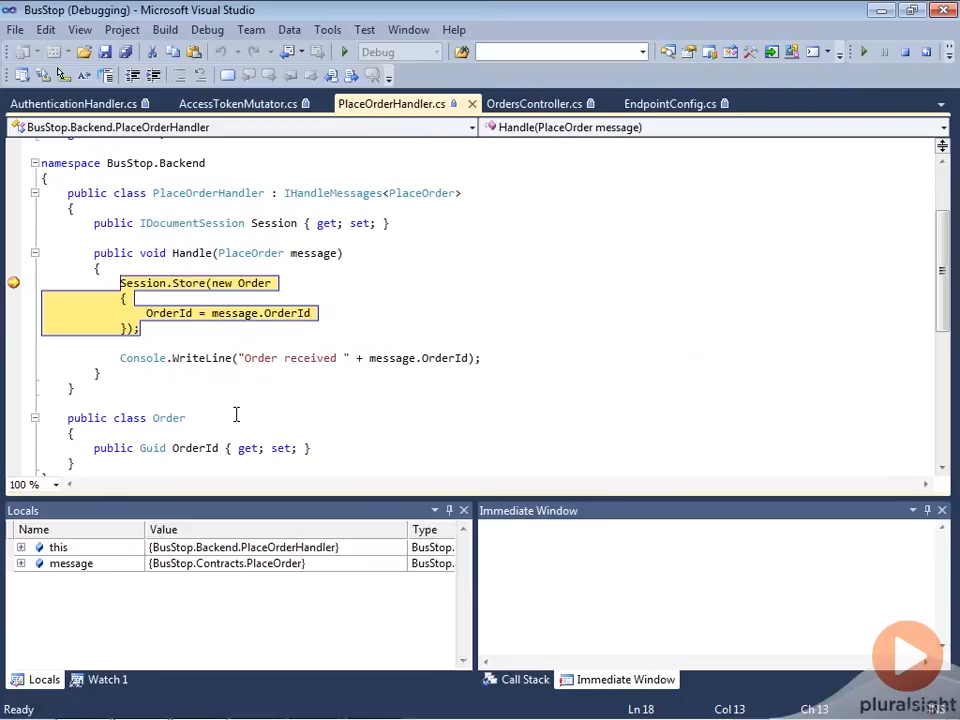 BusStop (Debugging) - Microsoft Visual Studio
File Edit View Project Build Debug Team Data Tools Test Window Help
Debug
AuthenticationHandler.cs AccessTokenMutator.cs PlaceOrderHandler.cs OrdersController.cs EndpointConfig.cs
BusStop.Backend.PlaceOrderHandler Handle(PlaceOrder message)
namespace BusStop.Backend
{
public class PlaceOrderHandler : IHandleMessages<PlaceOrder>
{
public IDocumentSession Session { get; set; }
public void Handle(PlaceOrder message)
{
Session.Store(new Order
{
OrderId = message.OrderId
});
Console.WriteLine("Order received " + message.OrderId);
}
}
public class Order
{
public Guid OrderId { get; set; }
}
100 %
Locals Immediate Window
Name Value Type
this {BusStop.Backend.PlaceOrderHandler} BusStop.
message {BusStop.Contracts.PlaceOrder} BusStop.
Locals Watch 1 Call Stack Immediate Window
pluralsight
Ready Ln 18 Col 13 Ch 13 INS